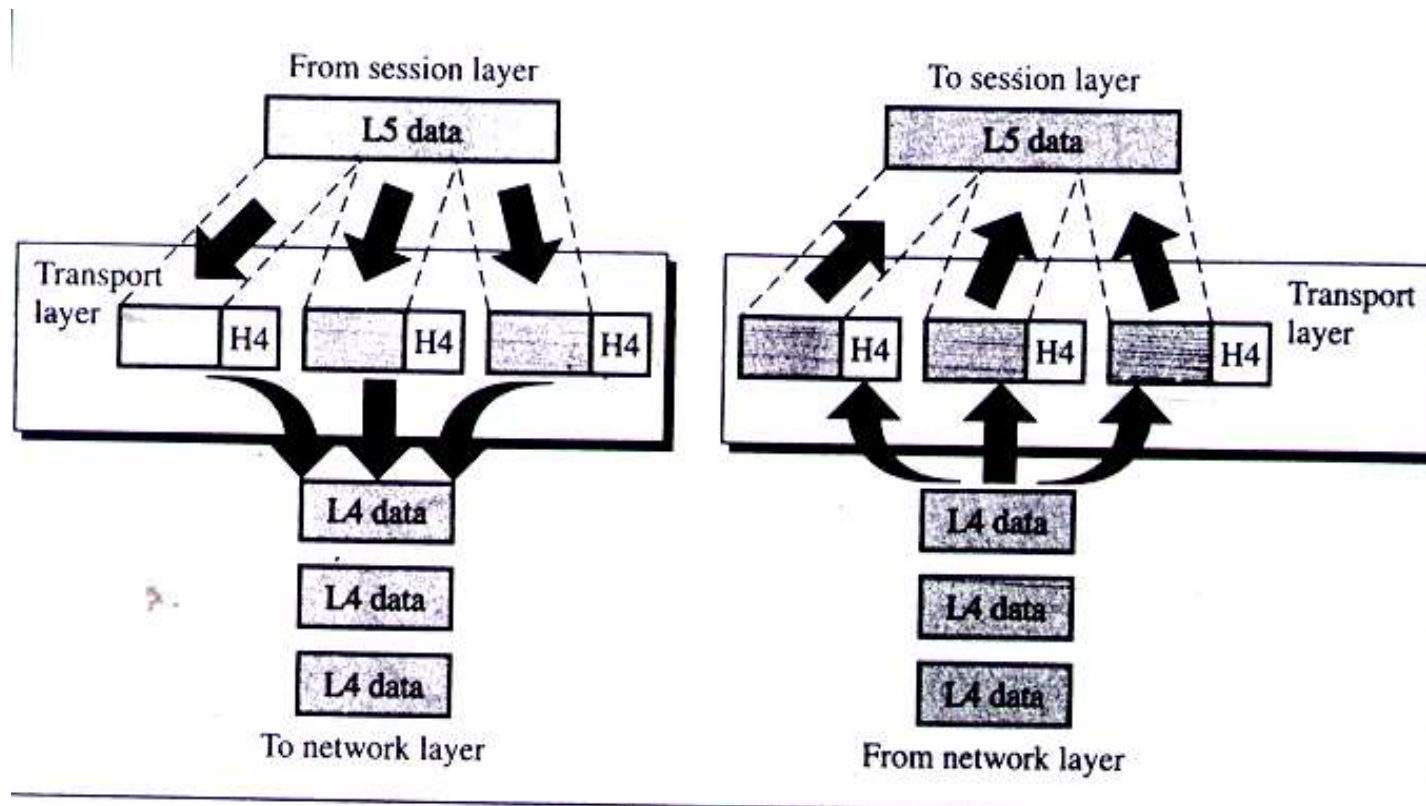 From session layer
L5 data
Transport
layer
H4
H4
H4
L4 data
L4 data
L4 data
To network layer
To session layer
L5 data
Transport
layer
H4
H4
H4
L4 data
L4 data
L4 data
From network layer